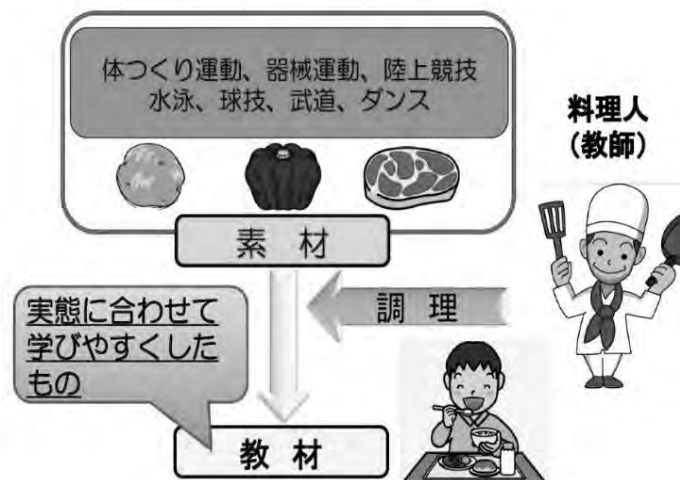 体つくり運動、器械運動、陸上競技
水泳、球技、武道、ダンス
料理人
（教師）
素 材
調 理
実態に合わせて
学びやすくした
もの
教 材